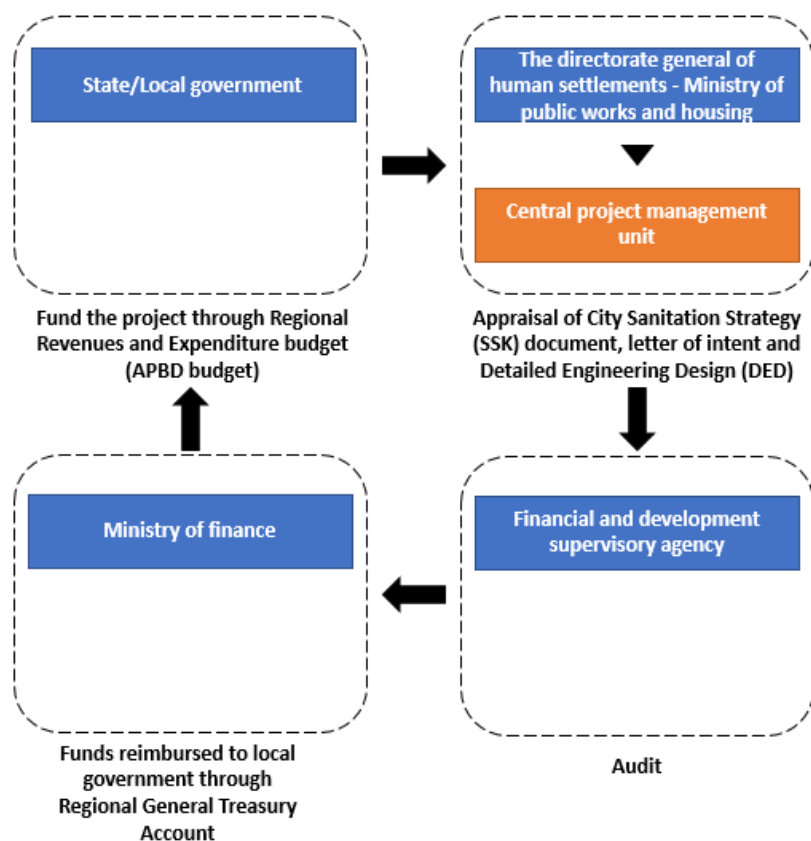 State/Local government
The directorate general of
human settlements - Ministry of
public works and housing
Central project management
unit
Fund the project through Regional
Revenues and Expenditure budget
(APBD budget)
Appraisal of City Sanitation Strategy
(SSK) document, letter of intent and
Detailed Engineering Design (DED)
Ministry of finance
Financial and development
supervisory agency
Funds reimbursed to local
government through
Regional General Treasury
Account
Audit